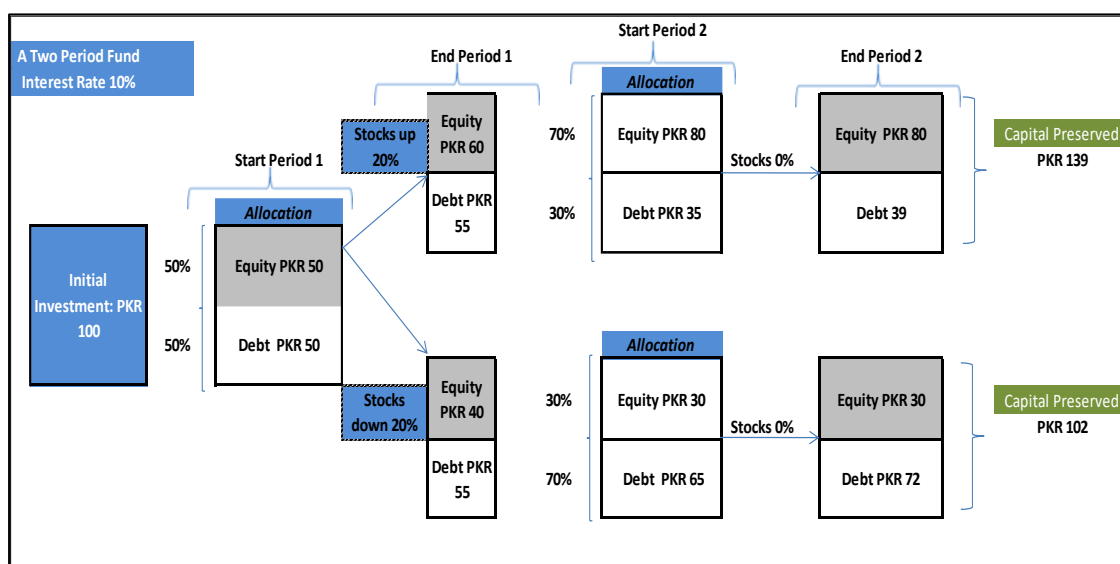 A Two Period Fund
Interest Rate 10%
Start Period 1
End Period 1
Start Period 2
End Period 2
Initial
Investment: PKR
100
50%
50%
Allocation
Equity PKR 50
Debt PKR 50
Stocks up
20%
Equity
PKR 60
Debt PKR
55
70%
30%
Allocation
Equity PKR 80
Debt PKR 35
Stocks 0%
Equity PKR 80
Debt 39
Capital Preserved
PKR 139
Stocks
down 20%
Equity
PKR 40
Debt PKR
55
30%
70%
Allocation
Equity PKR 30
Debt PKR 65
Stocks 0%
Equity PKR 30
Debt PKR 72
Capital Preserved
PKR 102